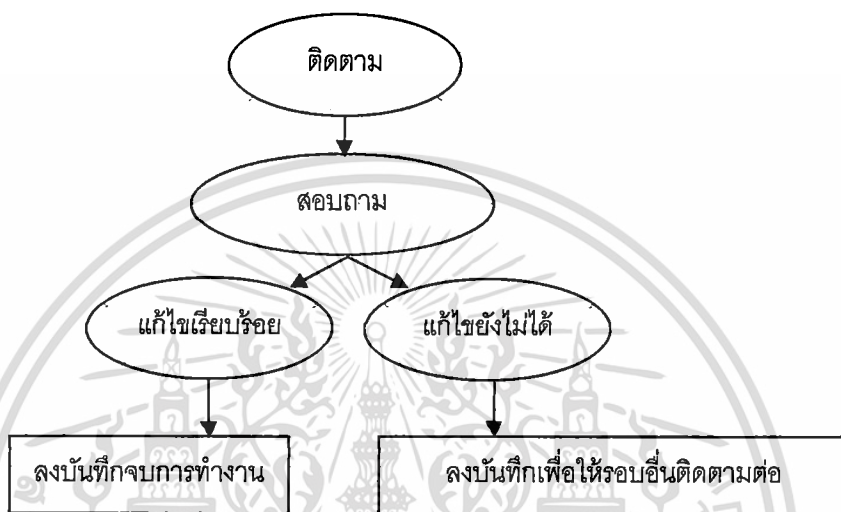 ติดตาม
สอบถาม
แก้ไขเรียบร้อย
แก้ไขยังไม่ได้
ลงบันทึกจบการทำงาน
ลงบันทึกเพื่อให้รอบอื่นติดตามต่อ